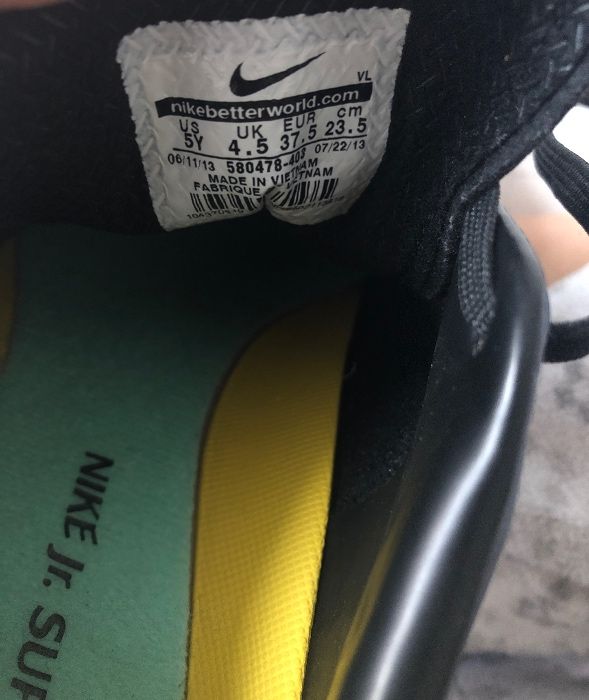 VL
nikebetterworld.com
US UK EUR cm
5Y 4.5 37.5 23.5
06/11/13 580478-403 07/22/13
MADE IN VIETNAM
FABRIQUE
NIKE Jr. SUP